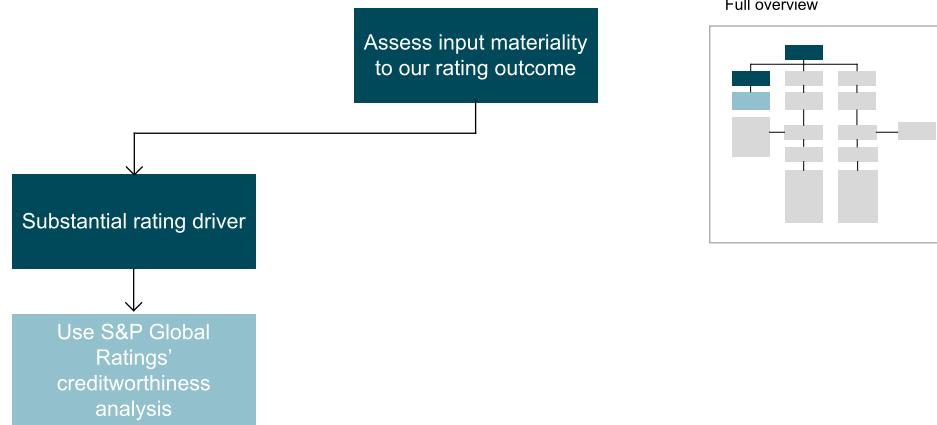 Full overview
Assess input materiality
to our rating outcome
Substantial rating driver
Use S&P Global
Ratings’
creditworthiness
analysis